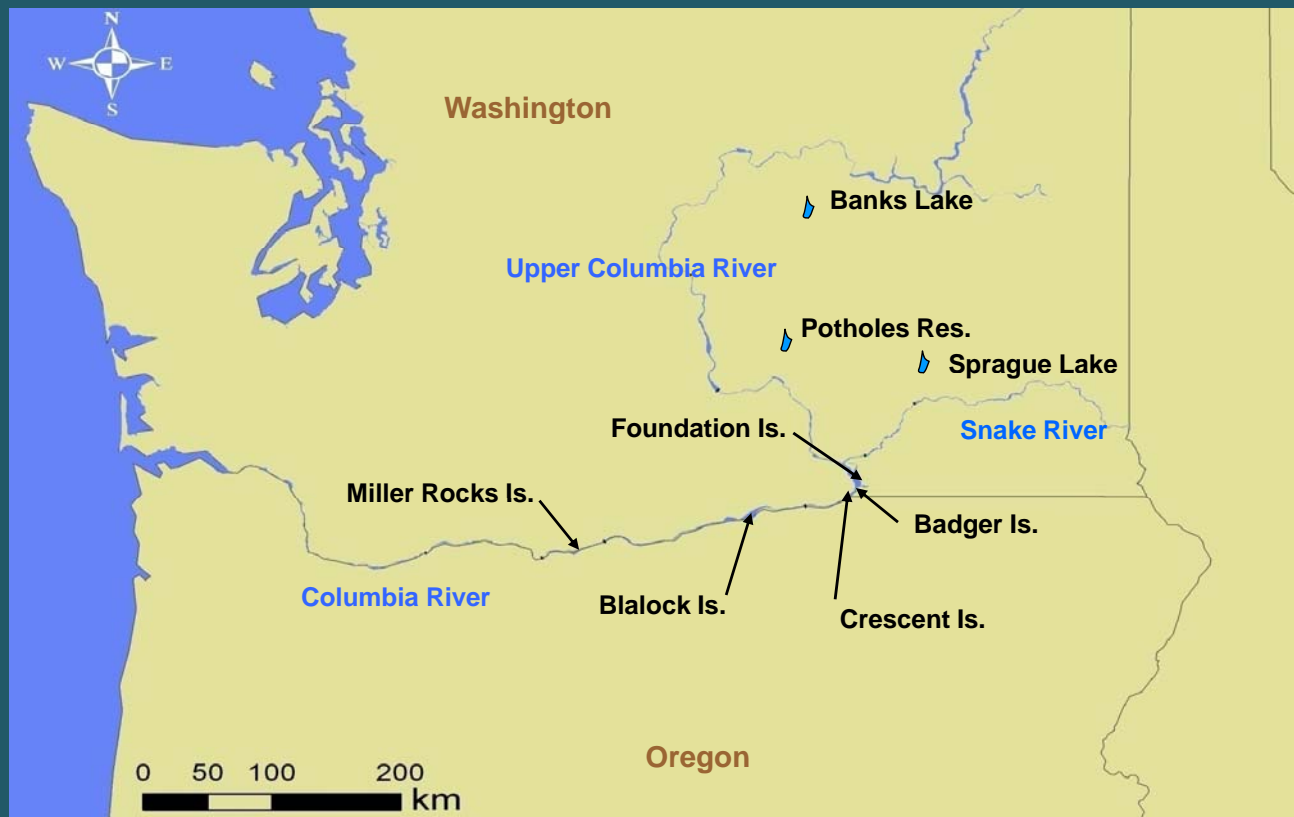 N
W E
S
Washington
Banks Lake
Upper Columbia River
Potholes Res.
Sprague Lake
Foundation Is.
Snake River
Miller Rocks Is.
Badger Is.
Columbia River
Blalock Is.
Crescent Is.
Oregon
0 50 100 200
km